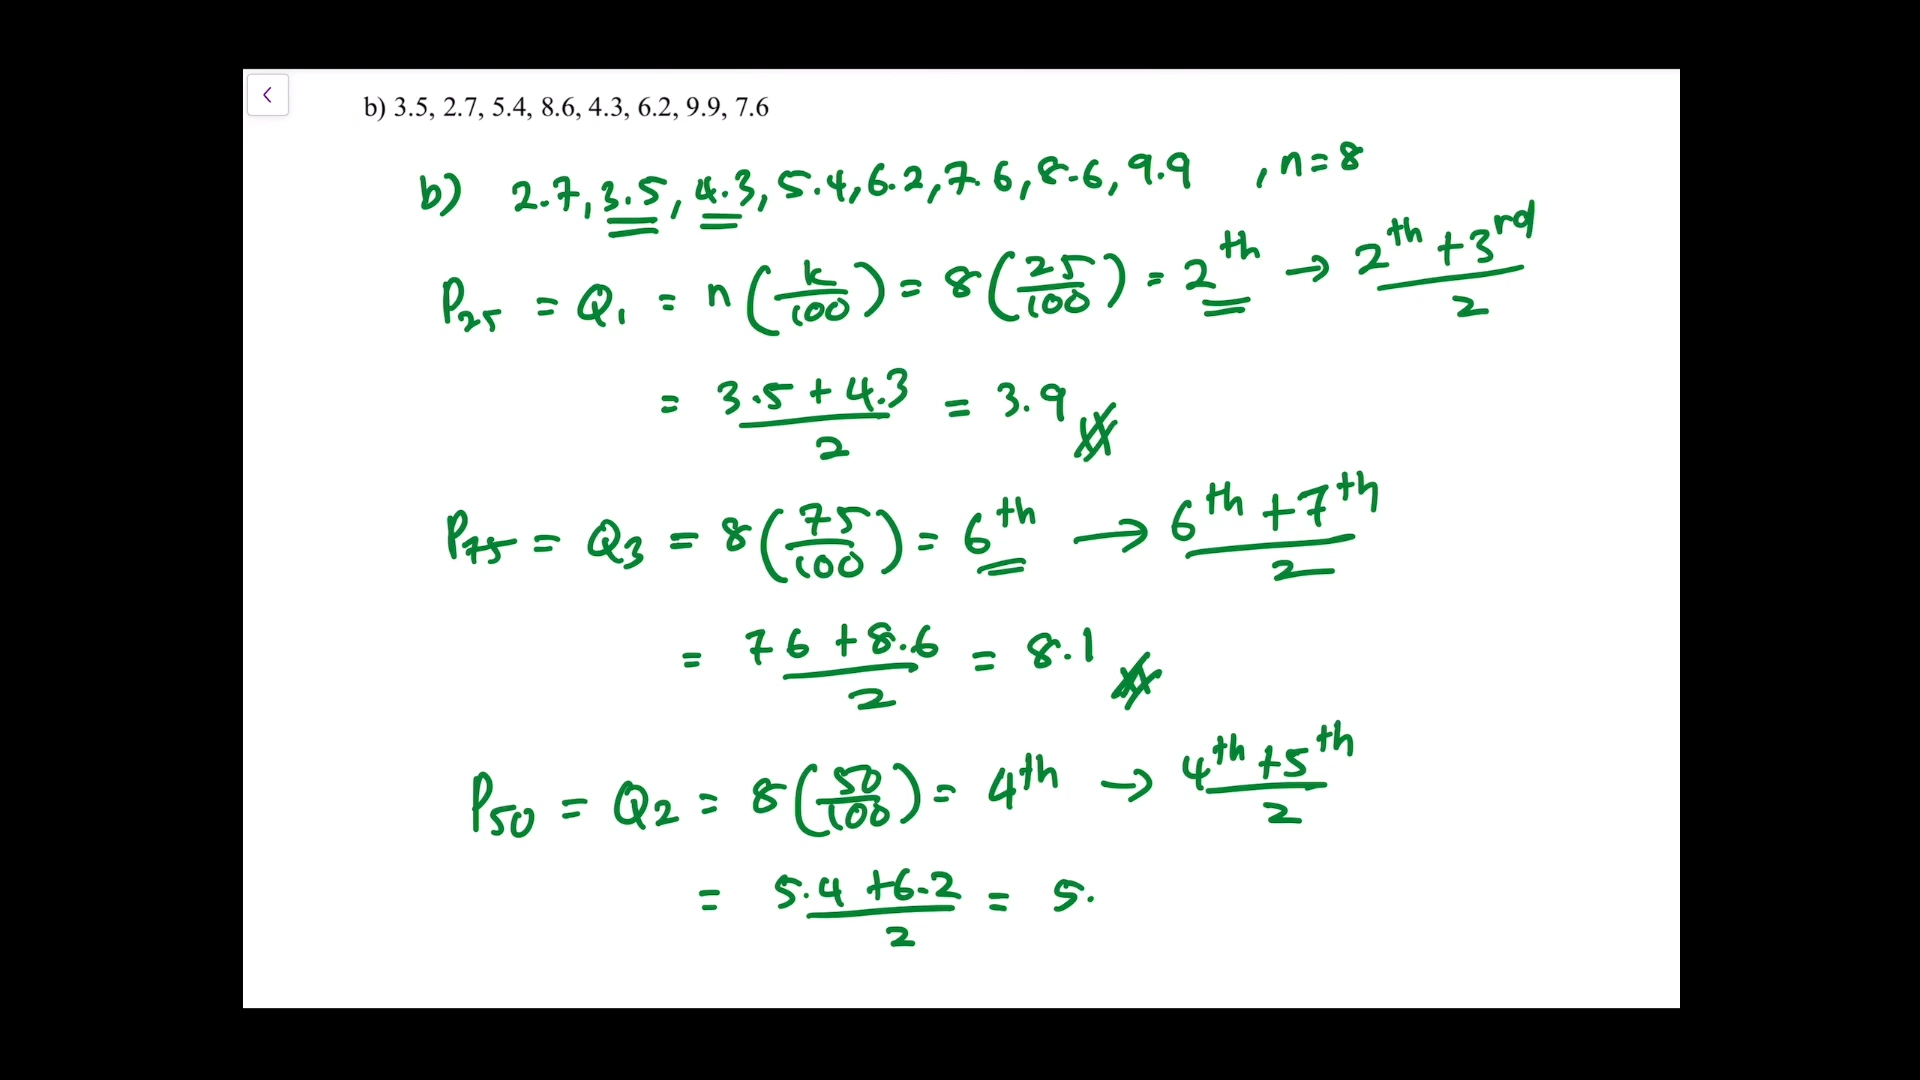 b) 3.5, 2.7, 5.4, 8.6, 4.3, 6.2, 9.9, 7.6
b) 2.7, 3.5, 4.3, 5.4, 6.2, 7.6, 8.6, 9.9 , n=8
P25 = Q1 = n(k/100) = 8(25/100) = 2th → (2th + 3rd)/2
= (3.5 + 4.3)/2 = 3.9
P75 = Q3 = 8(75/100) = 6th → (6th + 7th)/2
= (76 + 8.6)/2 = 8.1
P50 = Q2 = 8(50/100) = 4th → (4th + 5th)/2
= (5.4 + 6.2)/2 = 5.